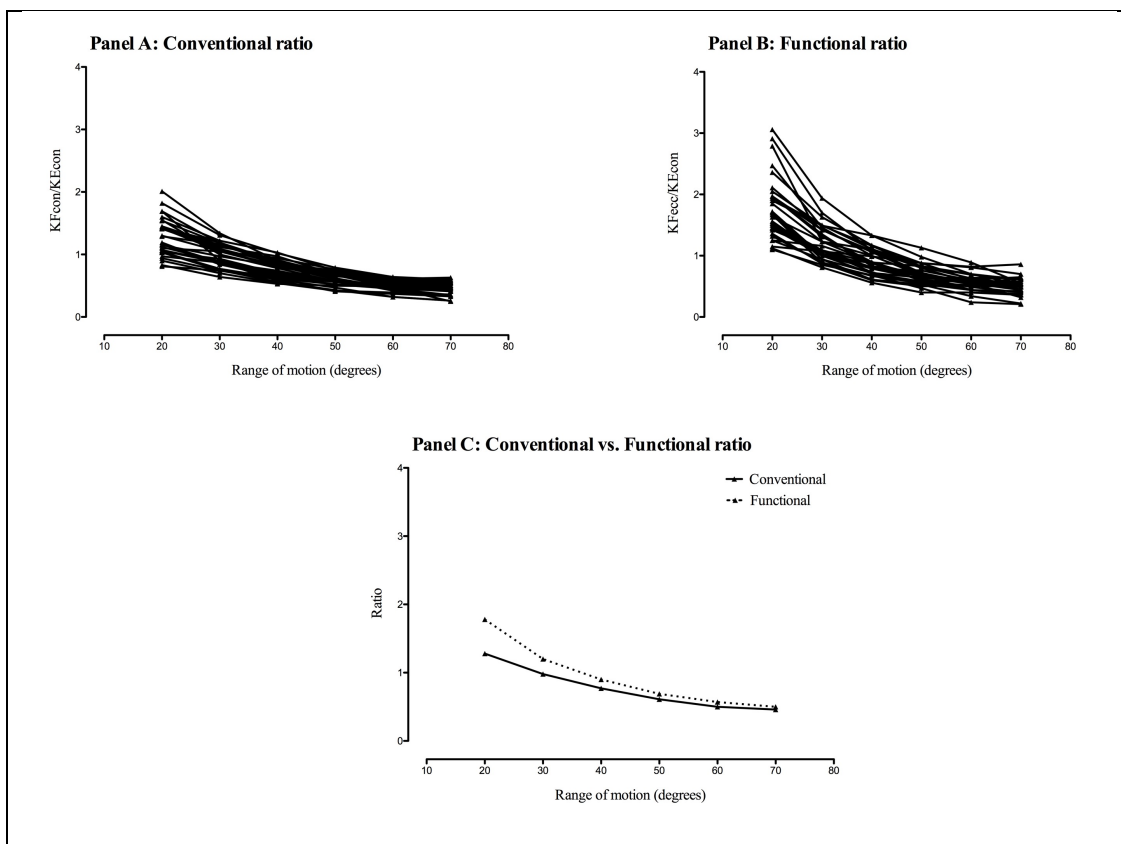 Panel A: Conventional ratio
4
3
2
1
0
KFcon/KEcon
10 20 30 40 50 60 70 80
Range of motion (degrees)
Panel B: Functional ratio
4
3
2
1
0
KFecc/KEcon
10 20 30 40 50 60 70 80
Range of motion (degrees)
Panel C: Conventional vs. Functional ratio
4
3
2
1
0
Ratio
Conventional
Functional
10 20 30 40 50 60 70 80
Range of motion (degrees)